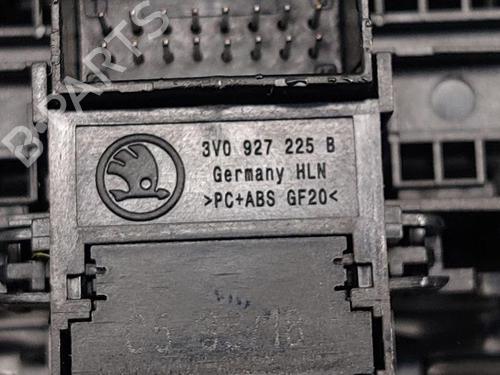 B-PARTS
3V0 927 225 B
Germany HLN
>PC+ABS GF20<